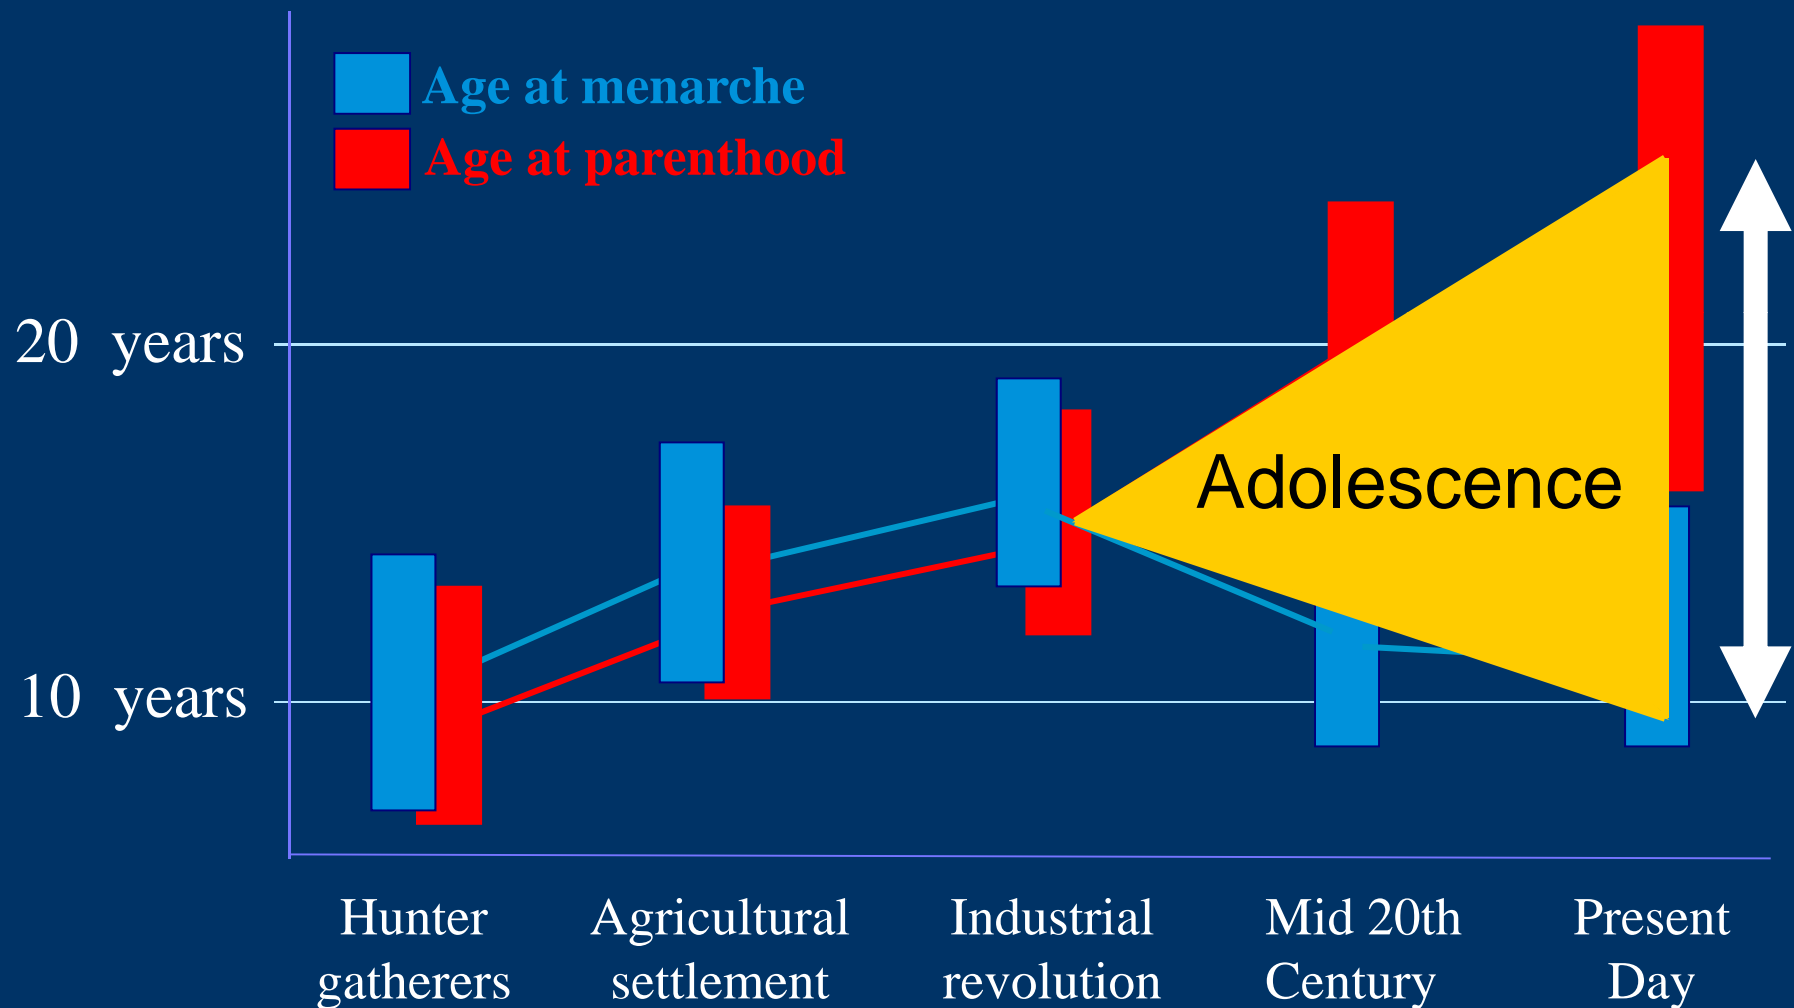 Age at menarche
Age at parenthood
20 years
Adolescence
10 years
Hunter gatherers
Agricultural settlement
Industrial revolution
Mid 20th Century
Present Day